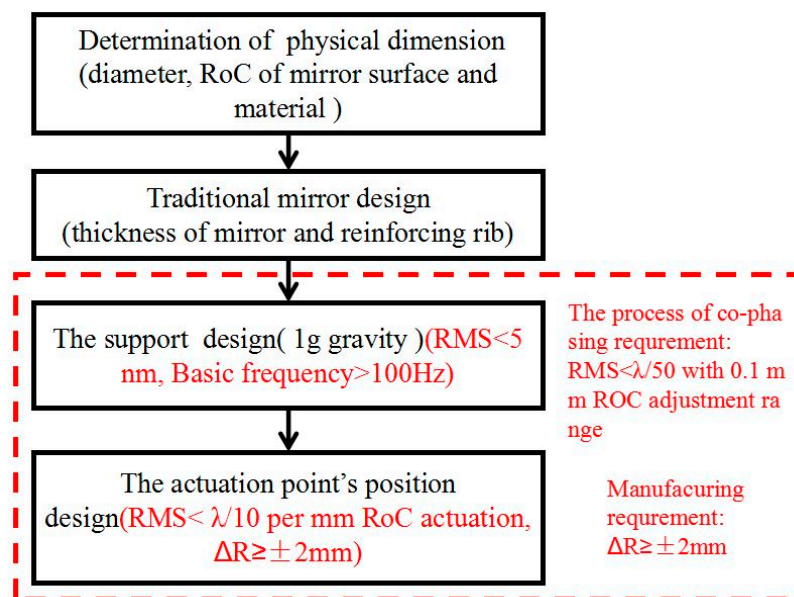 Determination of physical dimension
(diameter, RoC of mirror surface and
material )
Traditional mirror design
(thickness of mirror and reinforcing rib)
The support design( 1g gravity )(RMS<5
nm, Basic frequency>100Hz)
The process of co-pha
sing requrement:
RMS<λ/50 with 0.1 m
m ROC adjustment ra
nge
The actuation point's position
design(RMS< λ/10 per mm RoC actuation,
ΔR≥±2mm)
Manufacuring
requrement:
ΔR≥±2mm